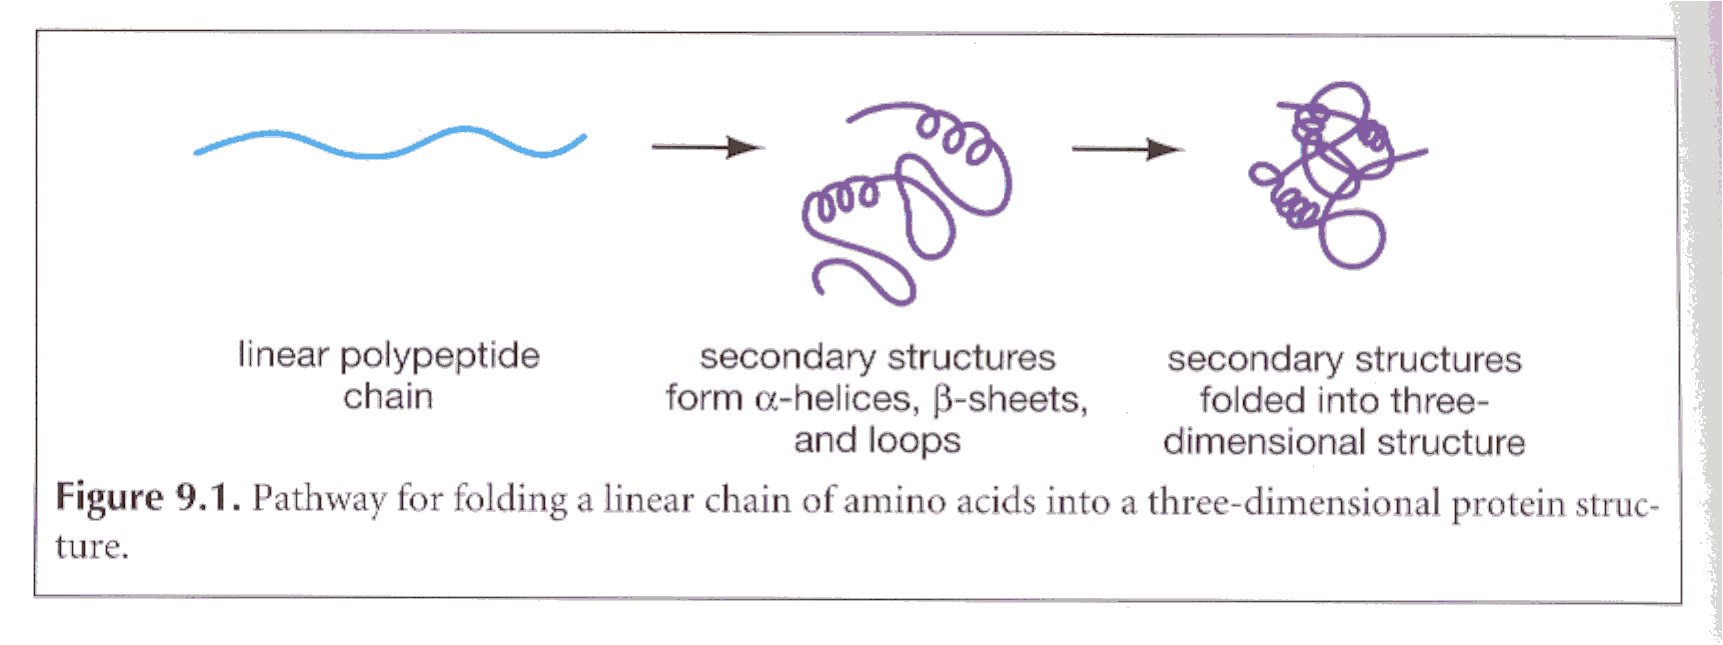 linear polypeptide
chain
secondary structures
form α-helices, β-sheets,
and loops
secondary structures
folded into three-
dimensional structure
Figure 9.1. Pathway for folding a linear chain of amino acids into a three-dimensional protein struc-
ture.